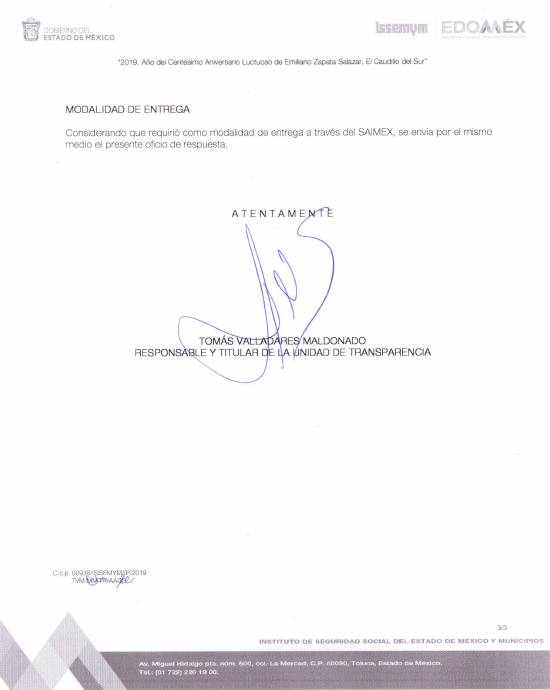 GOBIERNO DEL
ESTADO DE MÉXICO
issemym
EDOMÉX
"2019. Año del Centésimo Aniversario Luctuoso de Emiliano Zapata Salazar, El Caudillo del Sur"
MODALIDAD DE ENTREGA
Considerando que requirió como modalidad de entrega a través del SAIMEX, se envía por el mismo
medio el presente oficio de respuesta.
ATENTAMENTE
TOMÁS VALLADARES MALDONADO
RESPONSABLE Y TITULAR DE LA UNIDAD DE TRANSPARENCIA
C.c.p. 00938/ISSEMYM/IP/2019
3/3
INSTITUTO DE SEGURIDAD SOCIAL DEL ESTADO DE MÉXICO Y MUNICIPIOS
Av. Miguel Hidalgo pte. núm. 600, col. La Merced, C.P. 50090, Toluca, Estado de México.
Tel.: (01 722) 226 19 00.